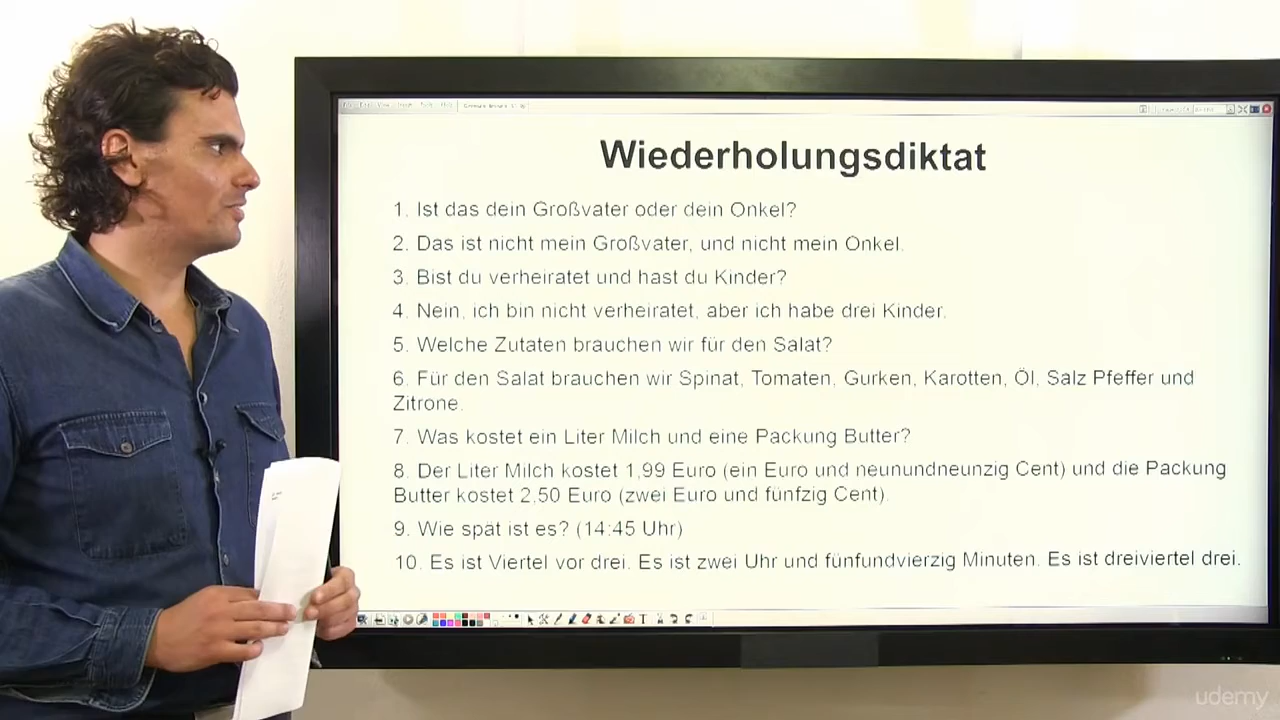 Wiederholungsdiktat
1. Ist das dein Großvater oder dein Onkel?
2. Das ist nicht mein Großvater, und nicht mein Onkel.
3. Bist du verheiratet und hast du Kinder?
4. Nein, ich bin nicht verheiratet, aber ich habe drei Kinder.
5. Welche Zutaten brauchen wir für den Salat?
6. Für den Salat brauchen wir Spinat, Tomaten, Gurken, Karotten, Öl, Salz Pfeffer und
Zitrone.
7. Was kostet ein Liter Milch und eine Packung Butter?
8. Der Liter Milch kostet 1,99 Euro (ein Euro und neunundneunzig Cent) und die Packung
Butter kostet 2,50 Euro (zwei Euro und fünfzig Cent).
9. Wie spät ist es? (14:45 Uhr)
10. Es ist Viertel vor drei. Es ist zwei Uhr und fünfundvierzig Minuten. Es ist dreiviertel drei.
udemy